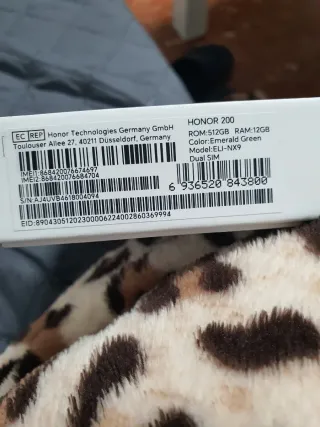 EC REP Honor Technologies Germany GmbH
Toulouser Allee 27, 40211 Düsseldorf, Germany
HONOR 200
ROM:512GB RAM:12GB
Color:Emerald Green
Model:ELI-NX9
Dual SIM
IMEI1:868420076674697
IMEI2:868420076684704
S/N:AJ4UVB4618004094
6 936520 843800
EID:89043051202300006224002860369994